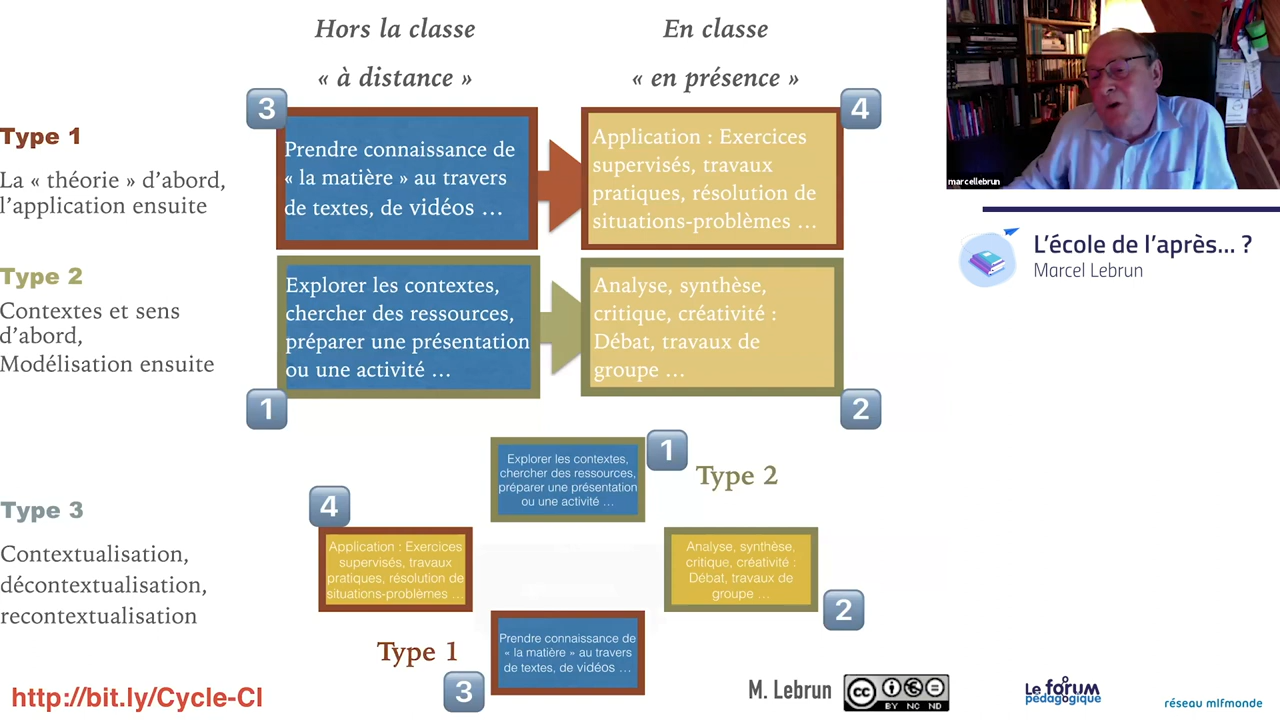 Hors la classe
« à distance »
En classe
« en présence »
3
4
Type 1
La « théorie » d’abord,
l’application ensuite
Prendre connaissance de
« la matière » au travers
de textes, de vidéos …
Application : Exercices
supervisés, travaux
pratiques, résolution de
situations-problèmes …
Type 2
Contextes et sens
d’abord,
Modélisation ensuite
Explorer les contextes,
chercher des ressources,
préparer une présentation
ou une activité …
Analyse, synthèse,
critique, créativité :
Débat, travaux de
groupe …
1
2
Type 3
Contextualisation,
décontextualisation,
recontextualisation
Explorer les contextes,
chercher des ressources,
préparer une présentation
ou une activité …
1
Type 2
4
Application : Exercices
supervisés, travaux
pratiques, résolution de
situations-problèmes …
Analyse, synthèse,
critique, créativité :
Débat, travaux de
groupe …
2
Type 1
3
Prendre connaissance de
« la matière » au travers
de textes, de vidéos …
http://bit.ly/Cycle-CI
M. Lebrun
cc
BY NC ND
marcellebrun
L’école de l’après... ?
Marcel Lebrun
Le forum
pédagogique
réseau mlfmonde